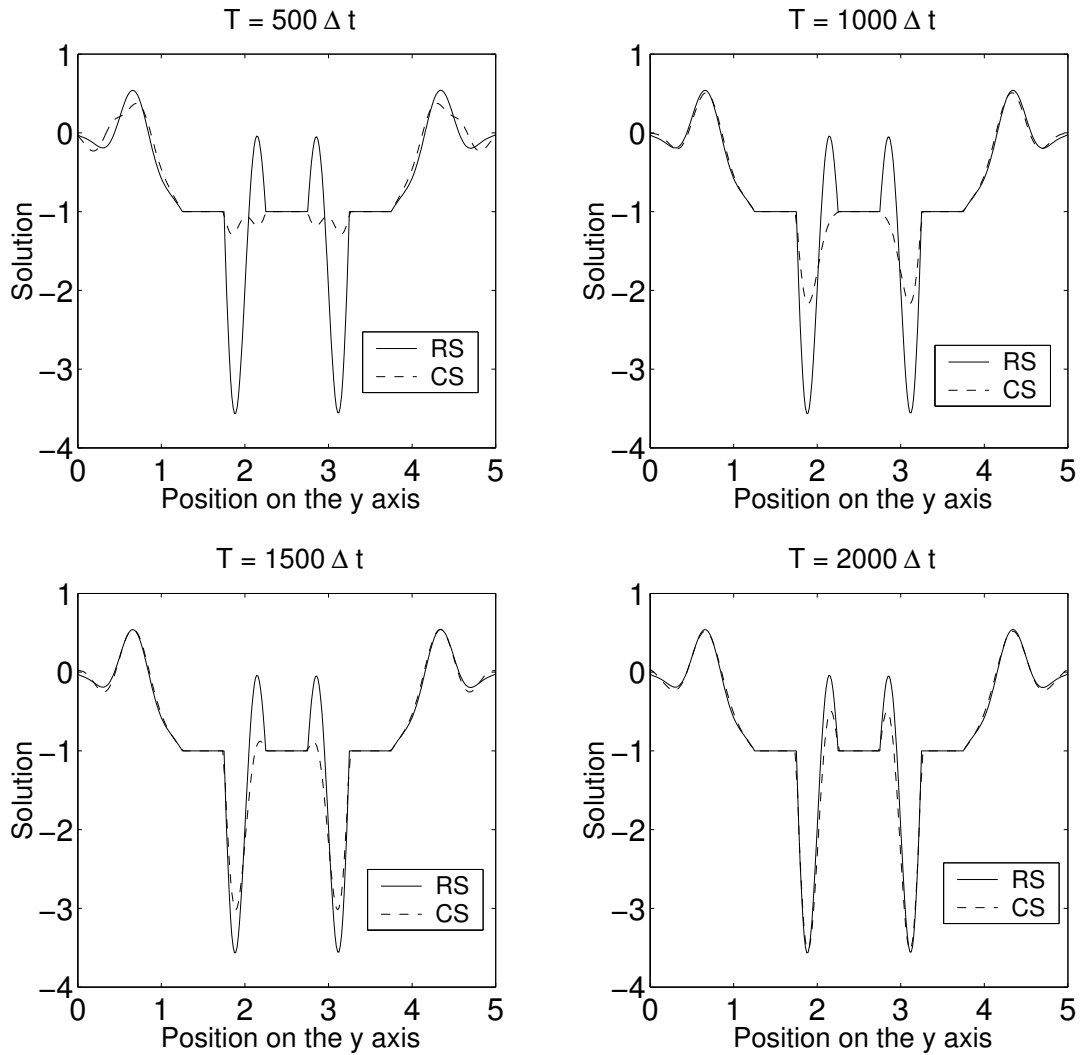 T = 500 Δ t
1
0
−1
−2
−3
−4
Solution
RS
CS
0 1 2 3 4 5
Position on the y axis
T = 1000 Δ t
1
0
−1
−2
−3
−4
Solution
RS
CS
0 1 2 3 4 5
Position on the y axis
T = 1500 Δ t
1
0
−1
−2
−3
−4
Solution
RS
CS
0 1 2 3 4 5
Position on the y axis
T = 2000 Δ t
1
0
−1
−2
−3
−4
Solution
RS
CS
0 1 2 3 4 5
Position on the y axis